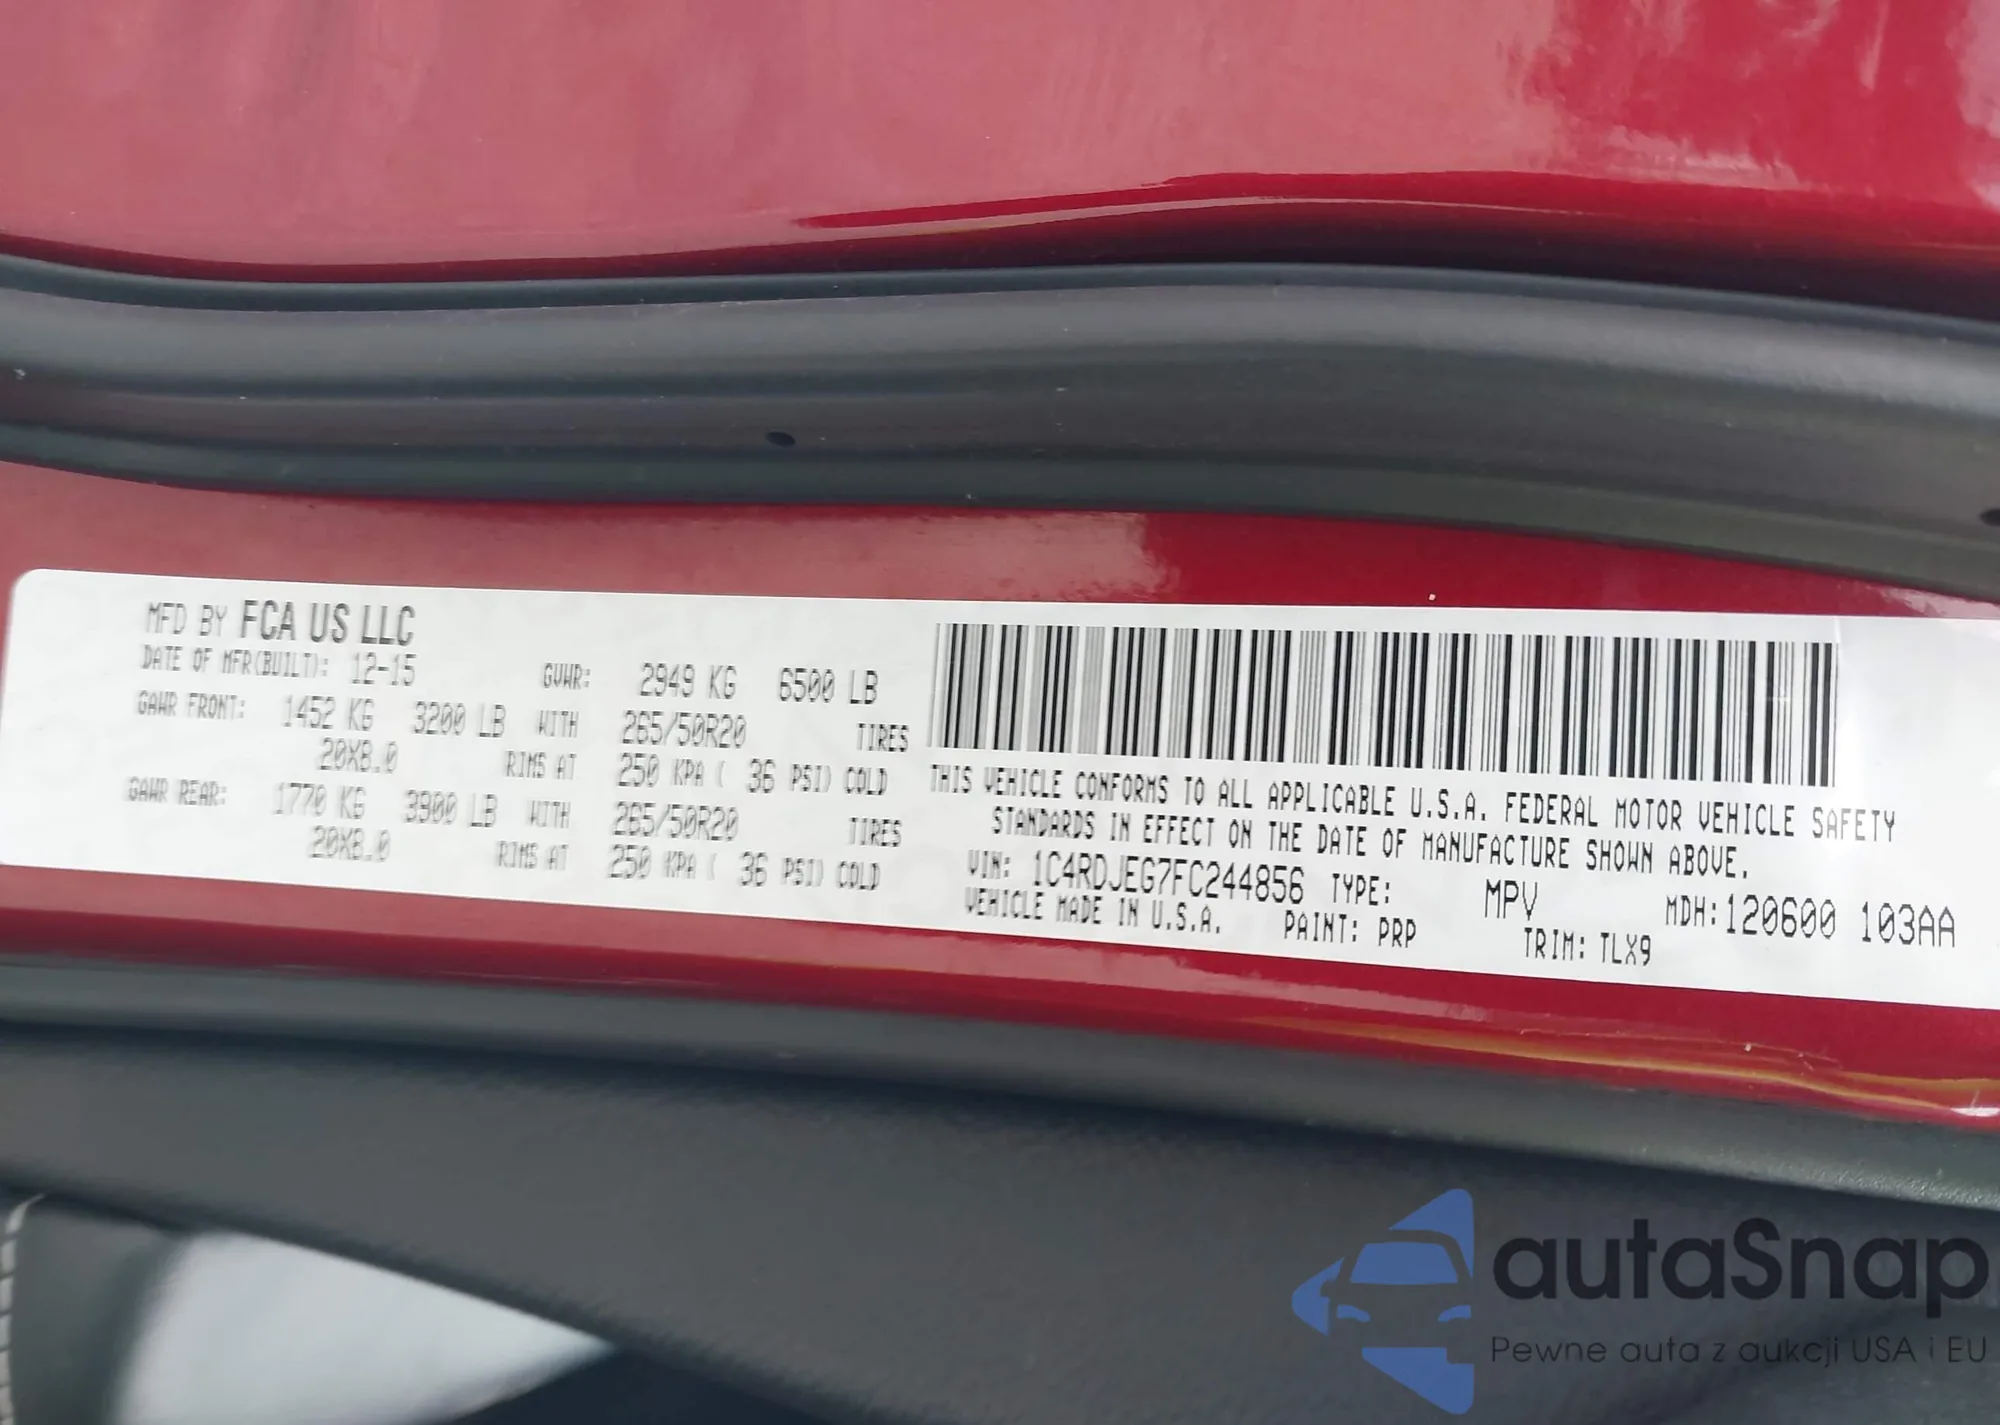 MFD BY FCA US LLC
DATE OF MFR(BUILT): 12-15 GVWR: 2949 KG 6500 LB
GAWR FRONT: 1452 KG 3200 LB WITH 265/50R20 TIRES
20X8.0 RIMS AT 250 KPA ( 36 PSI) COLD
GAWR REAR: 1770 KG 3900 LB WITH 265/50R20 TIRES
20X8.0 RIMS AT 250 KPA ( 36 PSI) COLD
THIS VEHICLE CONFORMS TO ALL APPLICABLE U.S.A. FEDERAL MOTOR VEHICLE SAFETY
STANDARDS IN EFFECT ON THE DATE OF MANUFACTURE SHOWN ABOVE.
VIN: 1C4RDJEG7FC244856 TYPE: MPV MDH:120600 103AA
VEHICLE MADE IN U.S.A. PAINT: PRP TRIM: TLX9
autaSnap
Pewne auta z aukcji USA i EU